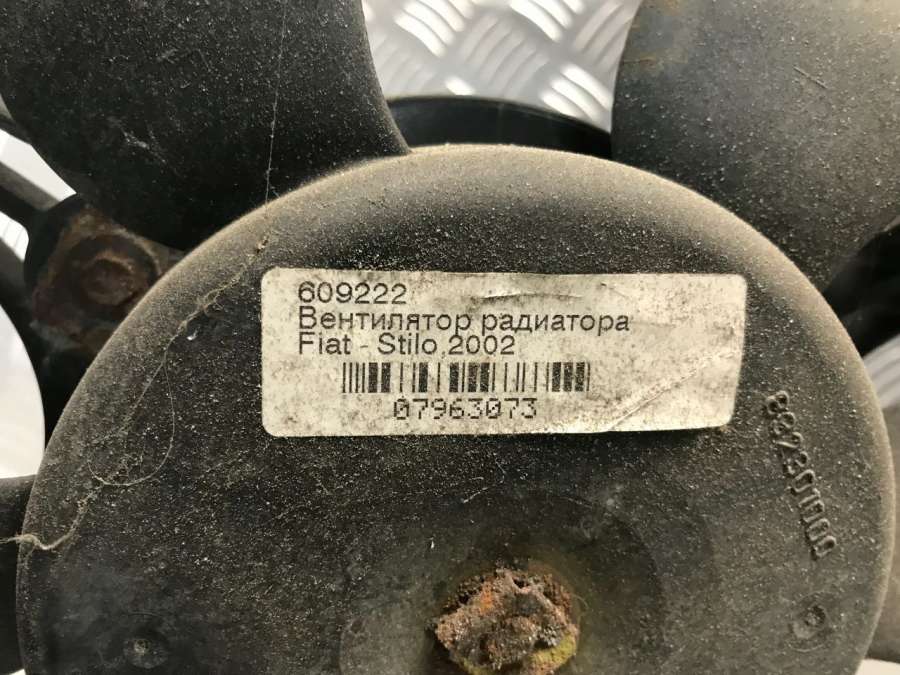 609222
Вентилятор радиатора
Fiat - Stilo 2002
07963073